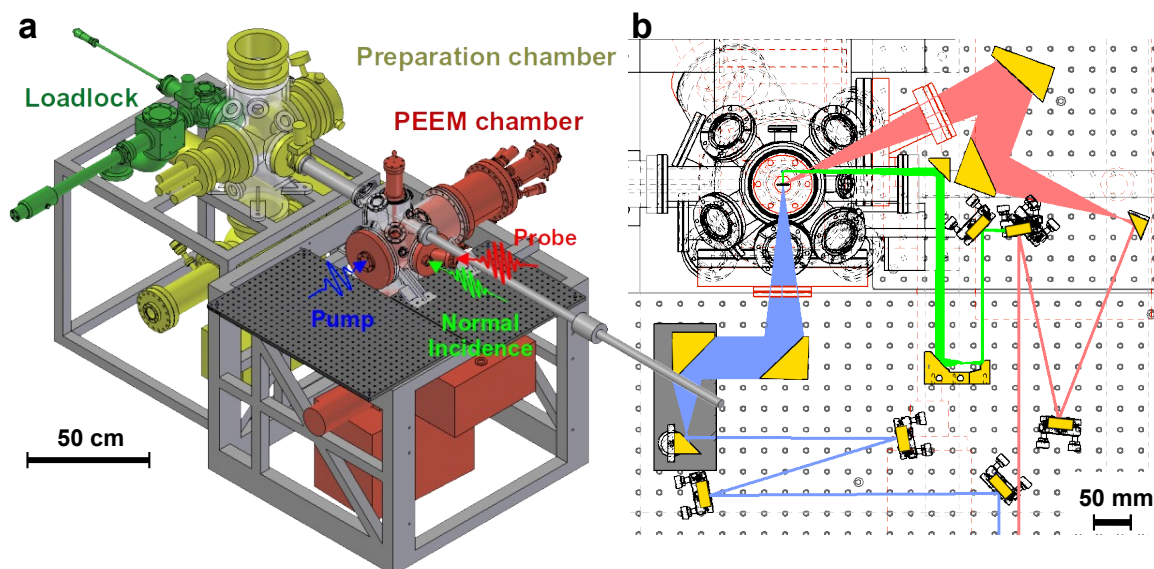 a
Preparation chamber
Loadlock
PEEM chamber
Probe
Pump
Normal
Incidence
50 cm
b
50 mm